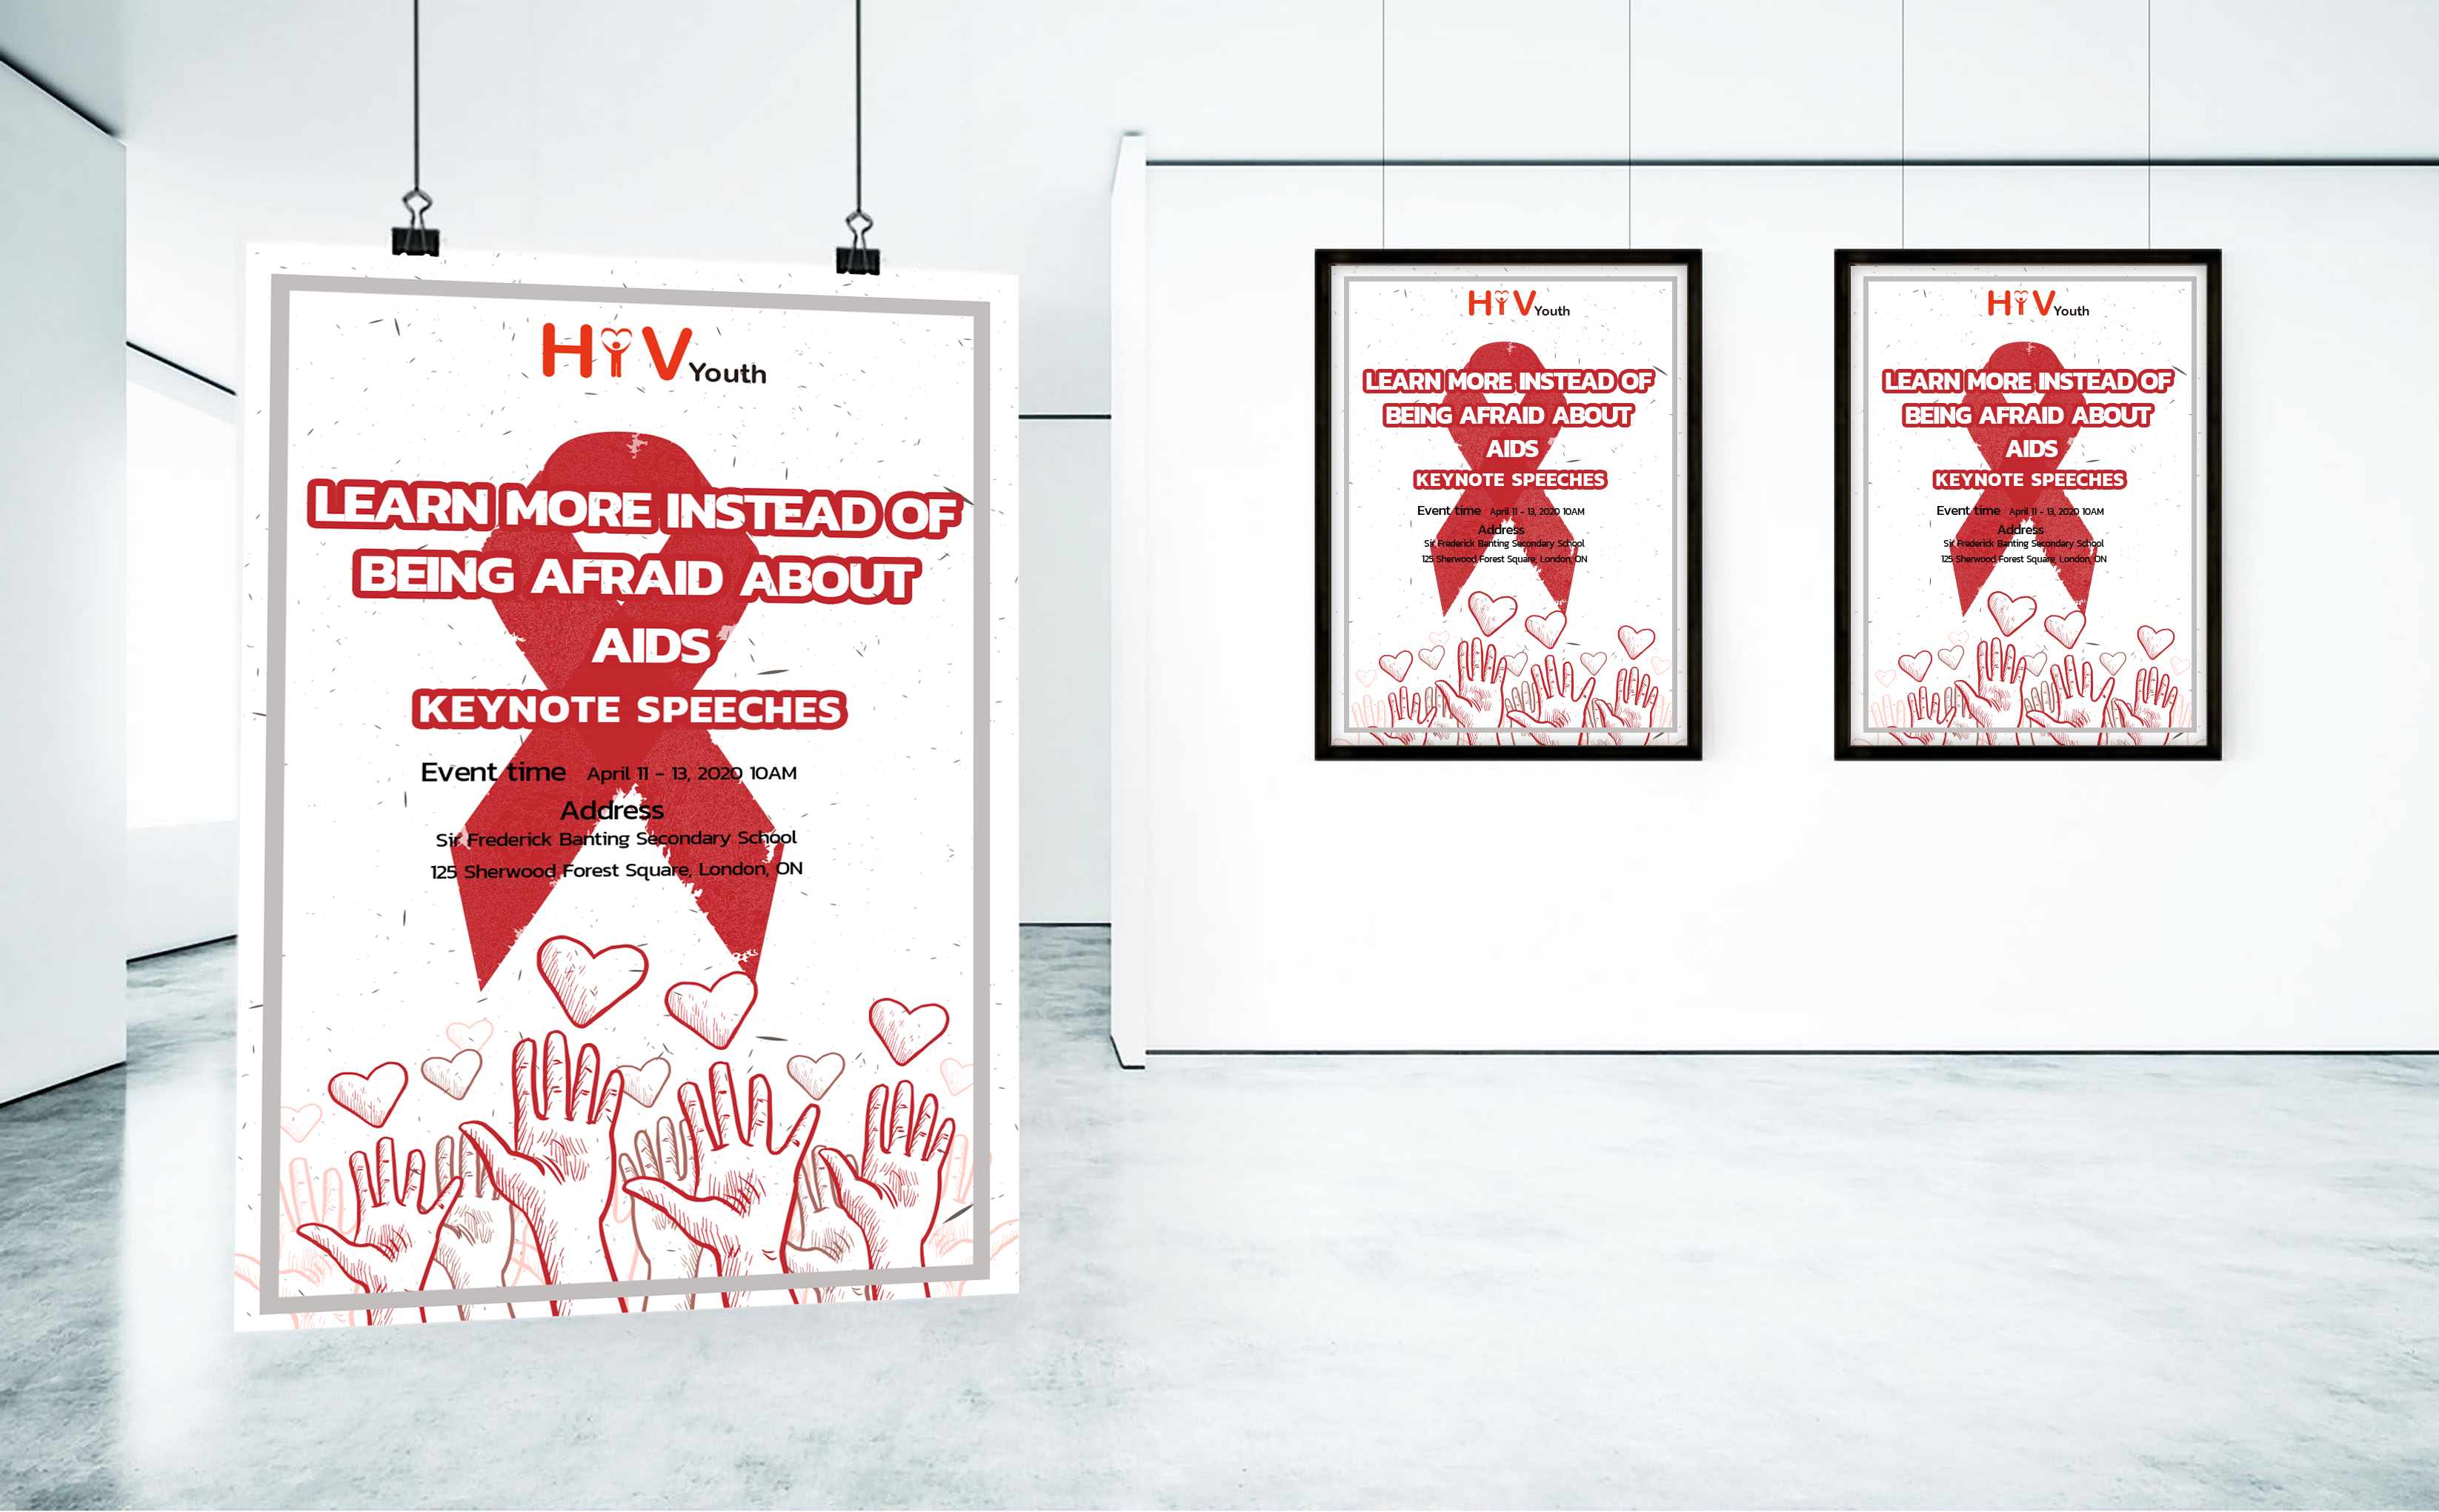 HiV Youth
LEARN MORE INSTEAD OF
BEING AFRAID ABOUT
AIDS
KEYNOTE SPEECHES
Event time April 11 - 13, 2020 10AM
Address
Sir Frederick Banting Secondary School
125 Sherwood Forest Square, London, ON
HiV Youth
LEARN MORE INSTEAD OF
BEING AFRAID ABOUT
AIDS
KEYNOTE SPEECHES
Event time April 11 - 13, 2020 10AM
Address
Sir Frederick Banting Secondary School
125 Sherwood Forest Square, London, ON
HiV Youth
LEARN MORE INSTEAD OF
BEING AFRAID ABOUT
AIDS
KEYNOTE SPEECHES
Event time April 11 - 13, 2020 10AM
Address
Sir Frederick Banting Secondary School
125 Sherwood Forest Square, London, ON